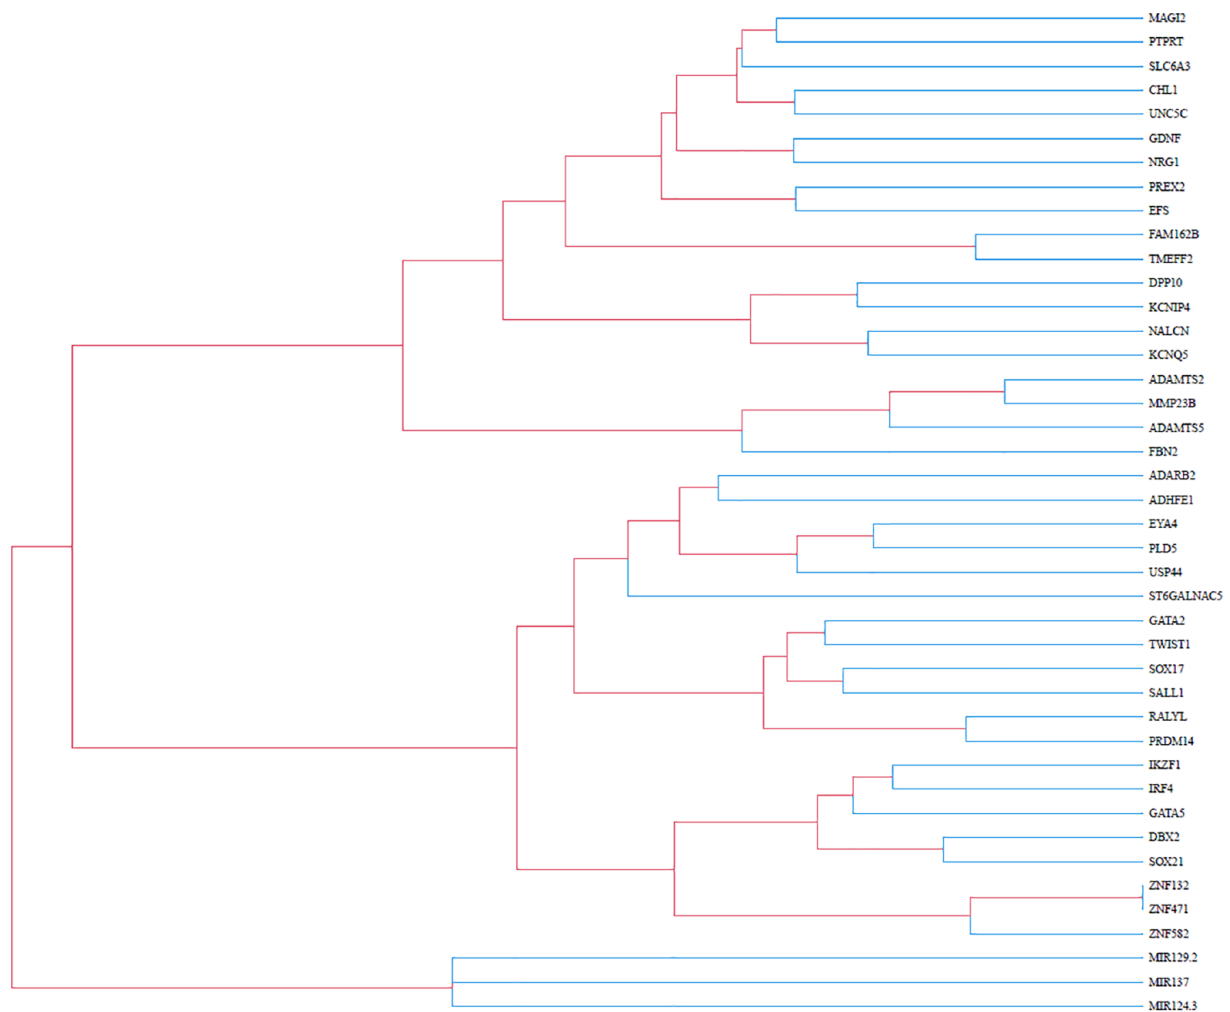 MAGI2
PTPRT
SLC6A3
CHL1
UNC5C
GDNF
NRG1
PREX2
EFS
FAM162B
TMEFF2
DPP10
KCNIP4
NALCN
KCNQ5
ADAMTS2
MMP23B
ADAMTS5
FBN2
ADARB2
ADHFE1
EYA4
PLD5
USP44
ST6GALNAC5
GATA2
TWIST1
SOX17
SALL1
RALYL
PRDM14
IKZF1
IRF4
GATA5
DBX2
SOX21
ZNF132
ZNF471
ZNF582
MIR129.2
MIR137
MIR124.3